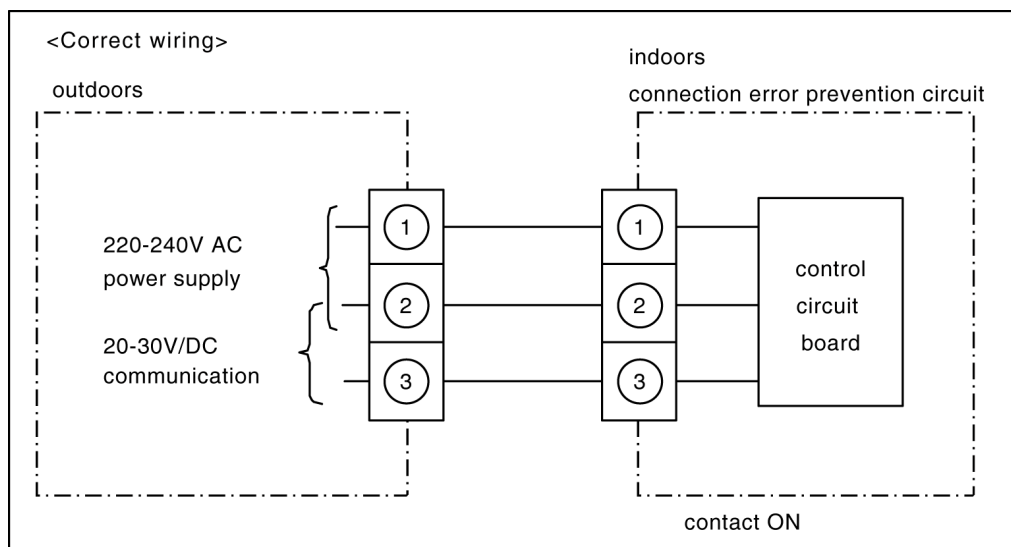 <Correct wiring>
outdoors
220-240V AC
power supply
20-30V/DC
communication
1
2
3
indoors
connection error prevention circuit
1
2
3
control
circuit
board
contact ON